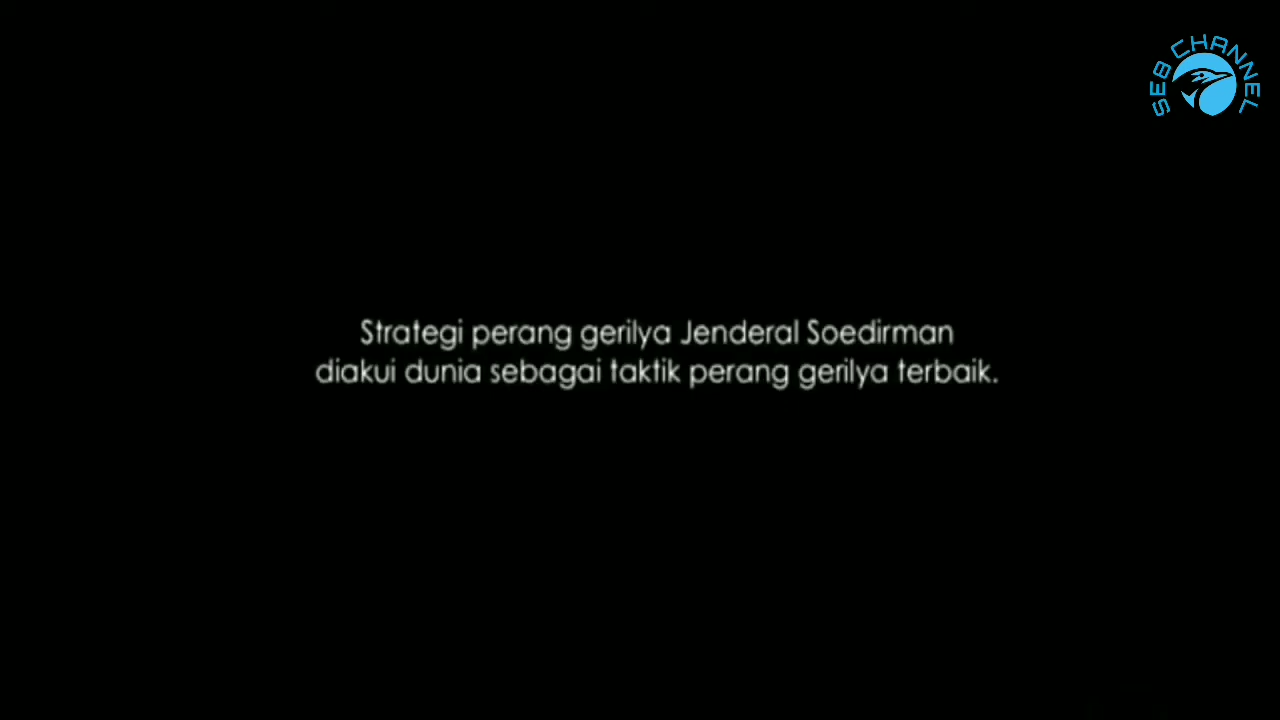 SEB CHANNEL
Strategi perang gerilya Jenderal Soedirman
diakui dunia sebagai taktik perang gerilya terbaik.